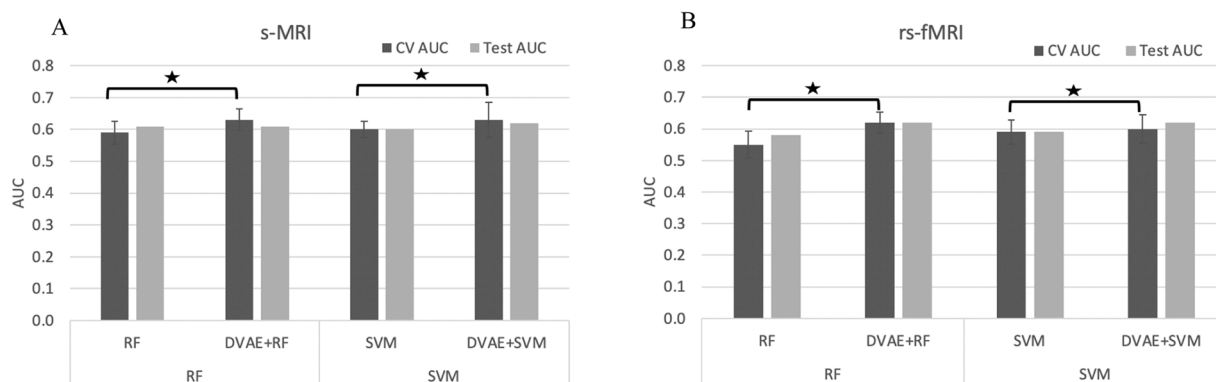 A
s-MRI
CV AUC Test AUC
0.8
0.7
0.6
0.5
0.4
0.3
0.2
0.1
0.0
AUC
RF DVAE+RF SVM DVAE+SVM
RF SVM
B
rs-fMRI
CV AUC Test AUC
0.8
0.7
0.6
0.5
0.4
0.3
0.2
0.1
0.0
AUC
RF DVAE+RF SVM DVAE+SVM
RF SVM